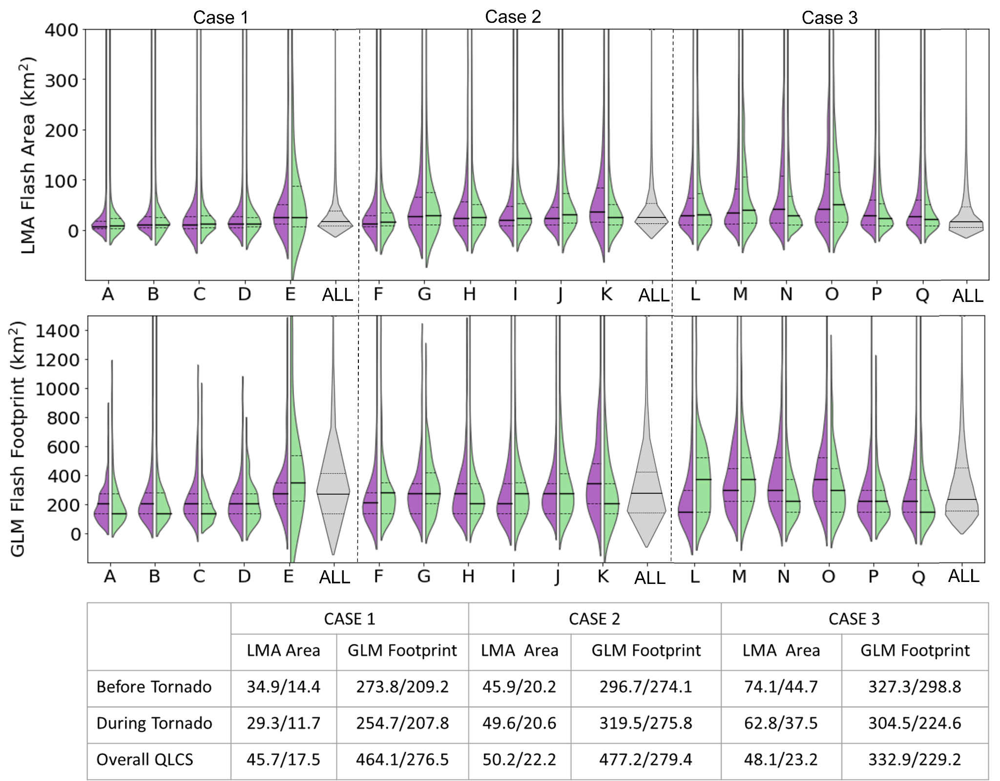 Case 1 Case 2 Case 3
400
300
200
100
0
LMA Flash Area (km²)
A B C D E ALL F G H I J K ALL L M N O P Q ALL
1400
1200
1000
800
600
400
200
0
GLM Flash Footprint (km²)
A B C D E ALL F G H I J K ALL L M N O P Q ALL
CASE 1 CASE 2 CASE 3
LMA Area GLM Footprint LMA Area GLM Footprint LMA Area GLM Footprint
Before Tornado 34.9/14.4 273.8/209.2 45.9/20.2 296.7/274.1 74.1/44.7 327.3/298.8
During Tornado 29.3/11.7 254.7/207.8 49.6/20.6 319.5/275.8 62.8/37.5 304.5/224.6
Overall QLCS 45.7/17.5 464.1/276.5 50.2/22.2 477.2/279.4 48.1/23.2 332.9/229.2